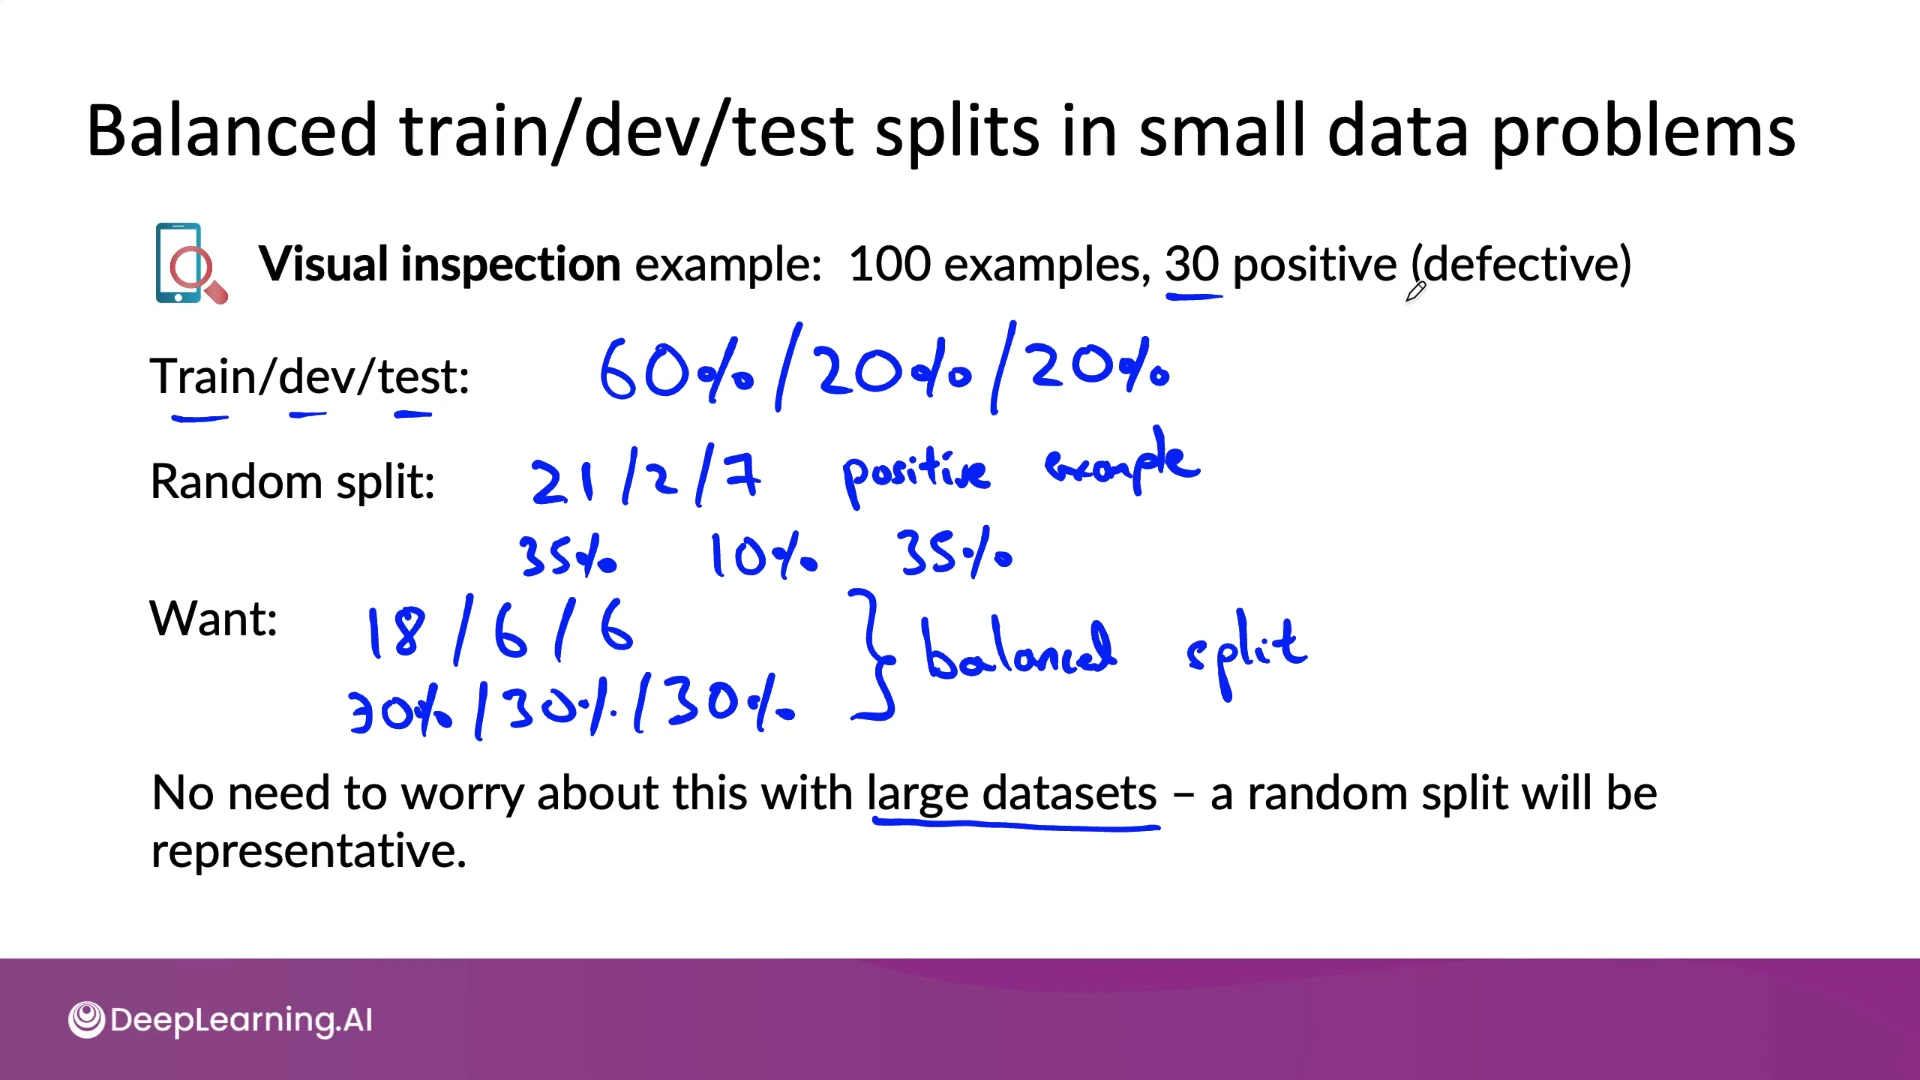 Balanced train/dev/test splits in small data problems
Visual inspection example: 100 examples, 30 positive (defective)
Train/dev/test: 60%/20%/20%
Random split: 21/2/7 positive example
35% 10% 35%
Want: 18/6/6
30%/30%/30% } balanced split
No need to worry about this with large datasets – a random split will be
representative.
DeepLearning.AI